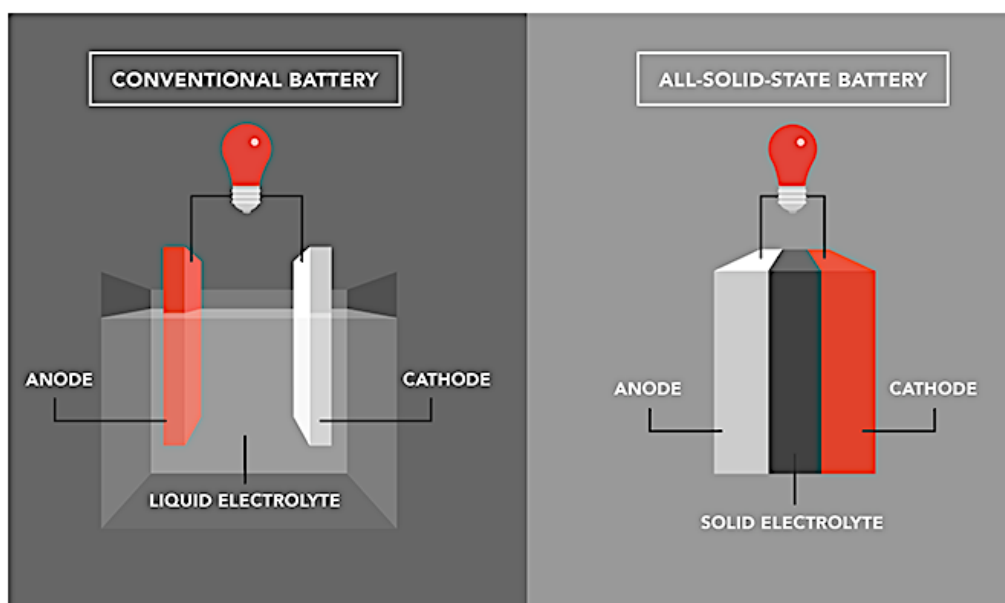 CONVENTIONAL BATTERY
ANODE
CATHODE
LIQUID ELECTROLYTE
ALL-SOLID-STATE BATTERY
ANODE
CATHODE
SOLID ELECTROLYTE